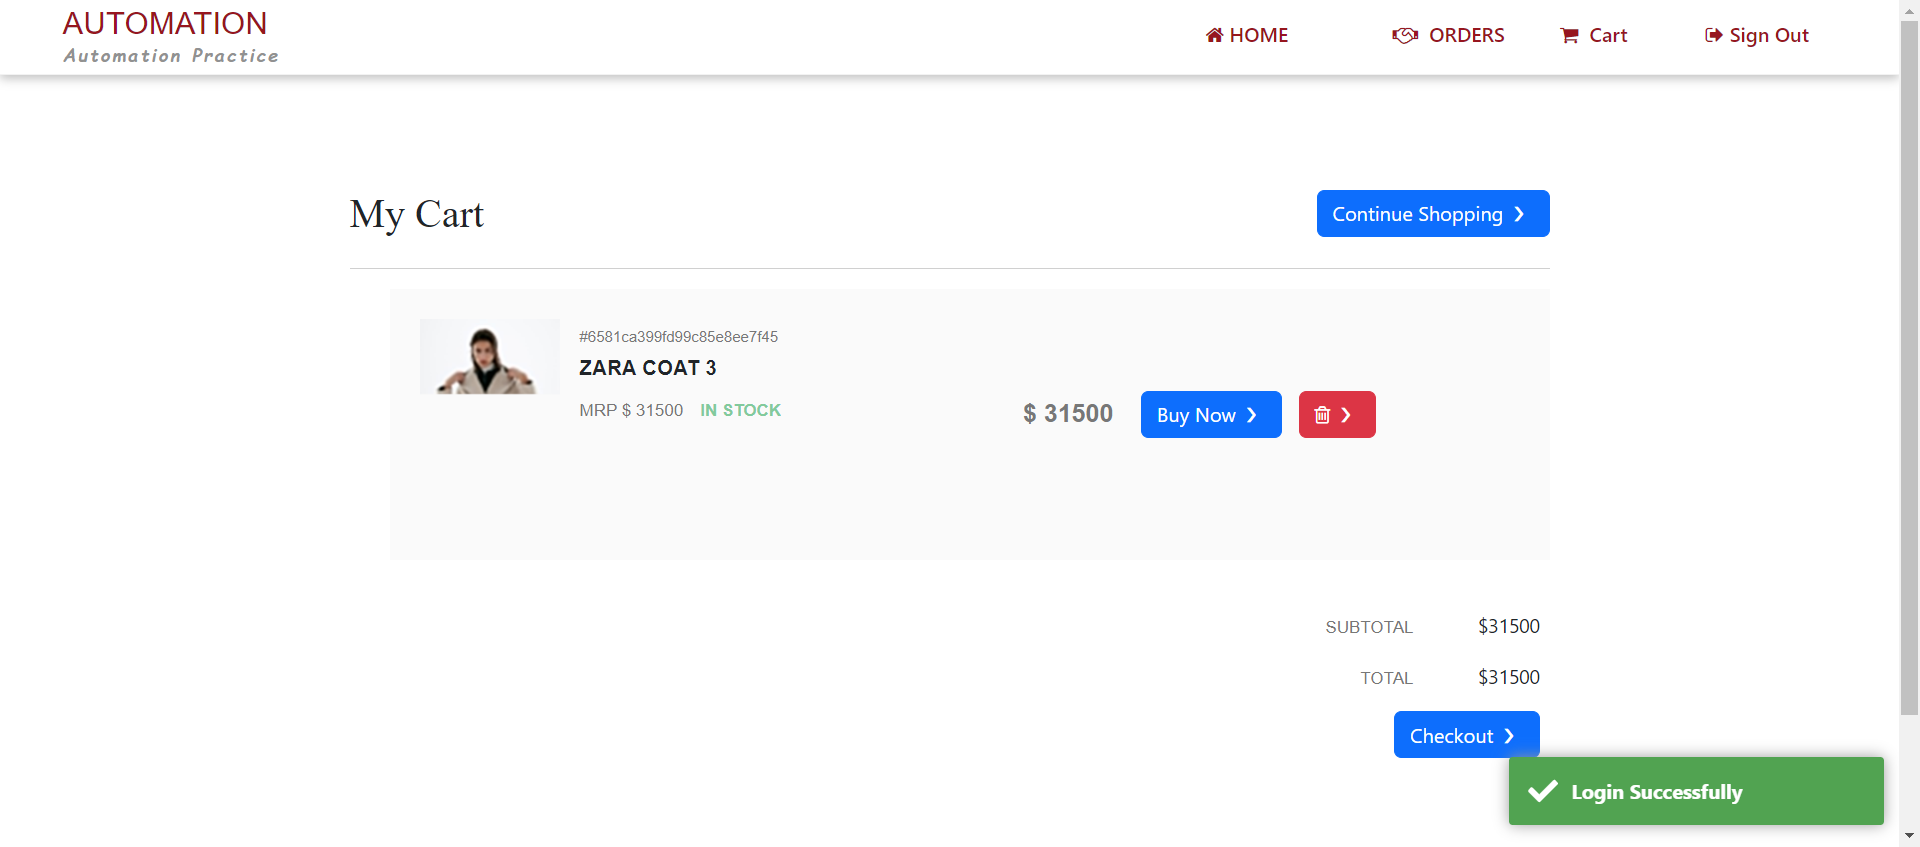 AUTOMATION
Automation Practice
HOME
ORDERS
Cart
Sign Out
My Cart
Continue Shopping ❯
#6581ca399fd99c85e8ee7f45
ZARA COAT 3
MRP $ 31500 IN STOCK
$ 31500
Buy Now ❯
❯
SUBTOTAL $31500
TOTAL $31500
Checkout ❯
Login Successfully